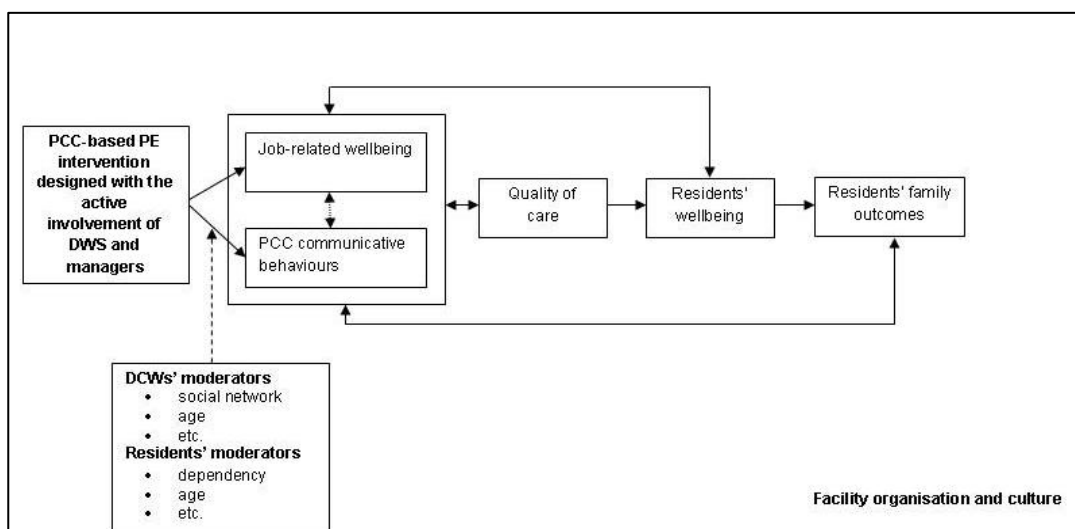 PCC-based PE
intervention
designed with the
active
involvement of
DWS and
managers
Job-related wellbeing
PCC communicative
behaviours
Quality of
care
Residents'
wellbeing
Residents' family
outcomes
DCWs' moderators
• social network
• age
• etc.
Residents' moderators
• dependency
• age
• etc.
Facility organisation and culture